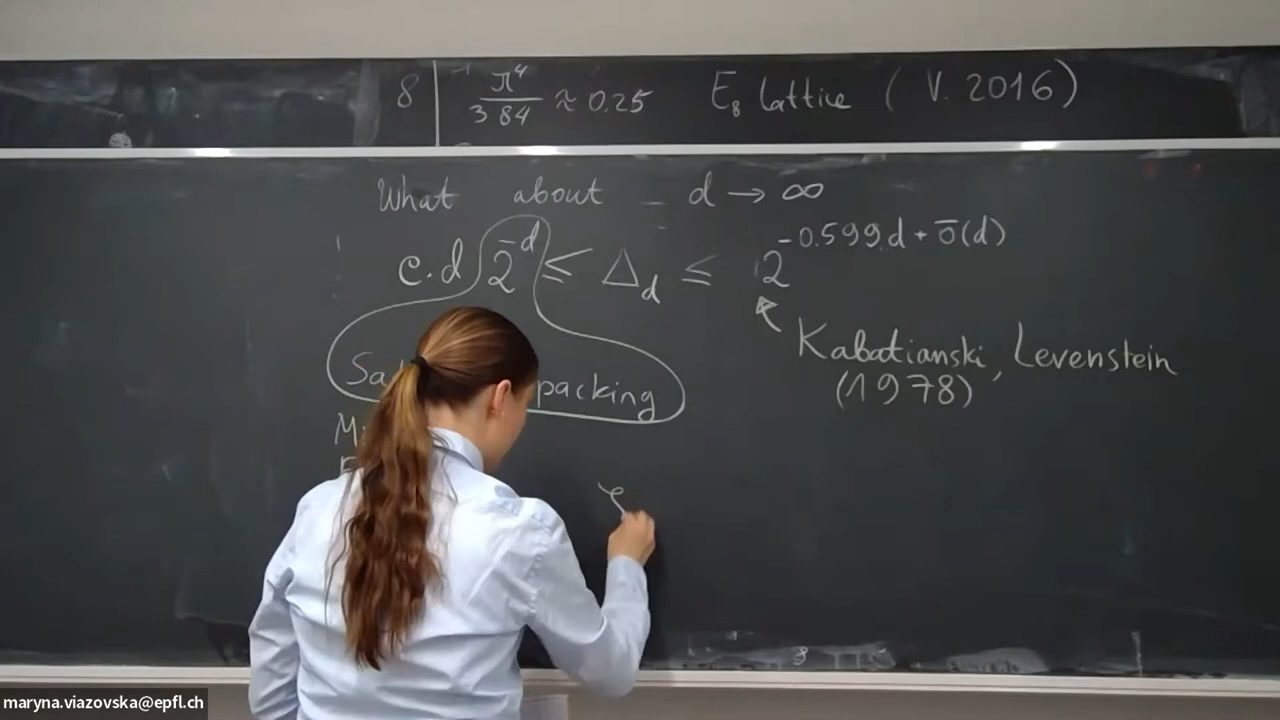 8 | π⁴/384 ≈ 0.25 E₈ lattice ( V. 2016)
What about d → ∞
c.d 2^-d ≤ Δ_d ≤ 2^-0.599d + ō(d)
Kabatianski, Levenstein
(1978)
packing
maryna.viazovska@epfl.ch